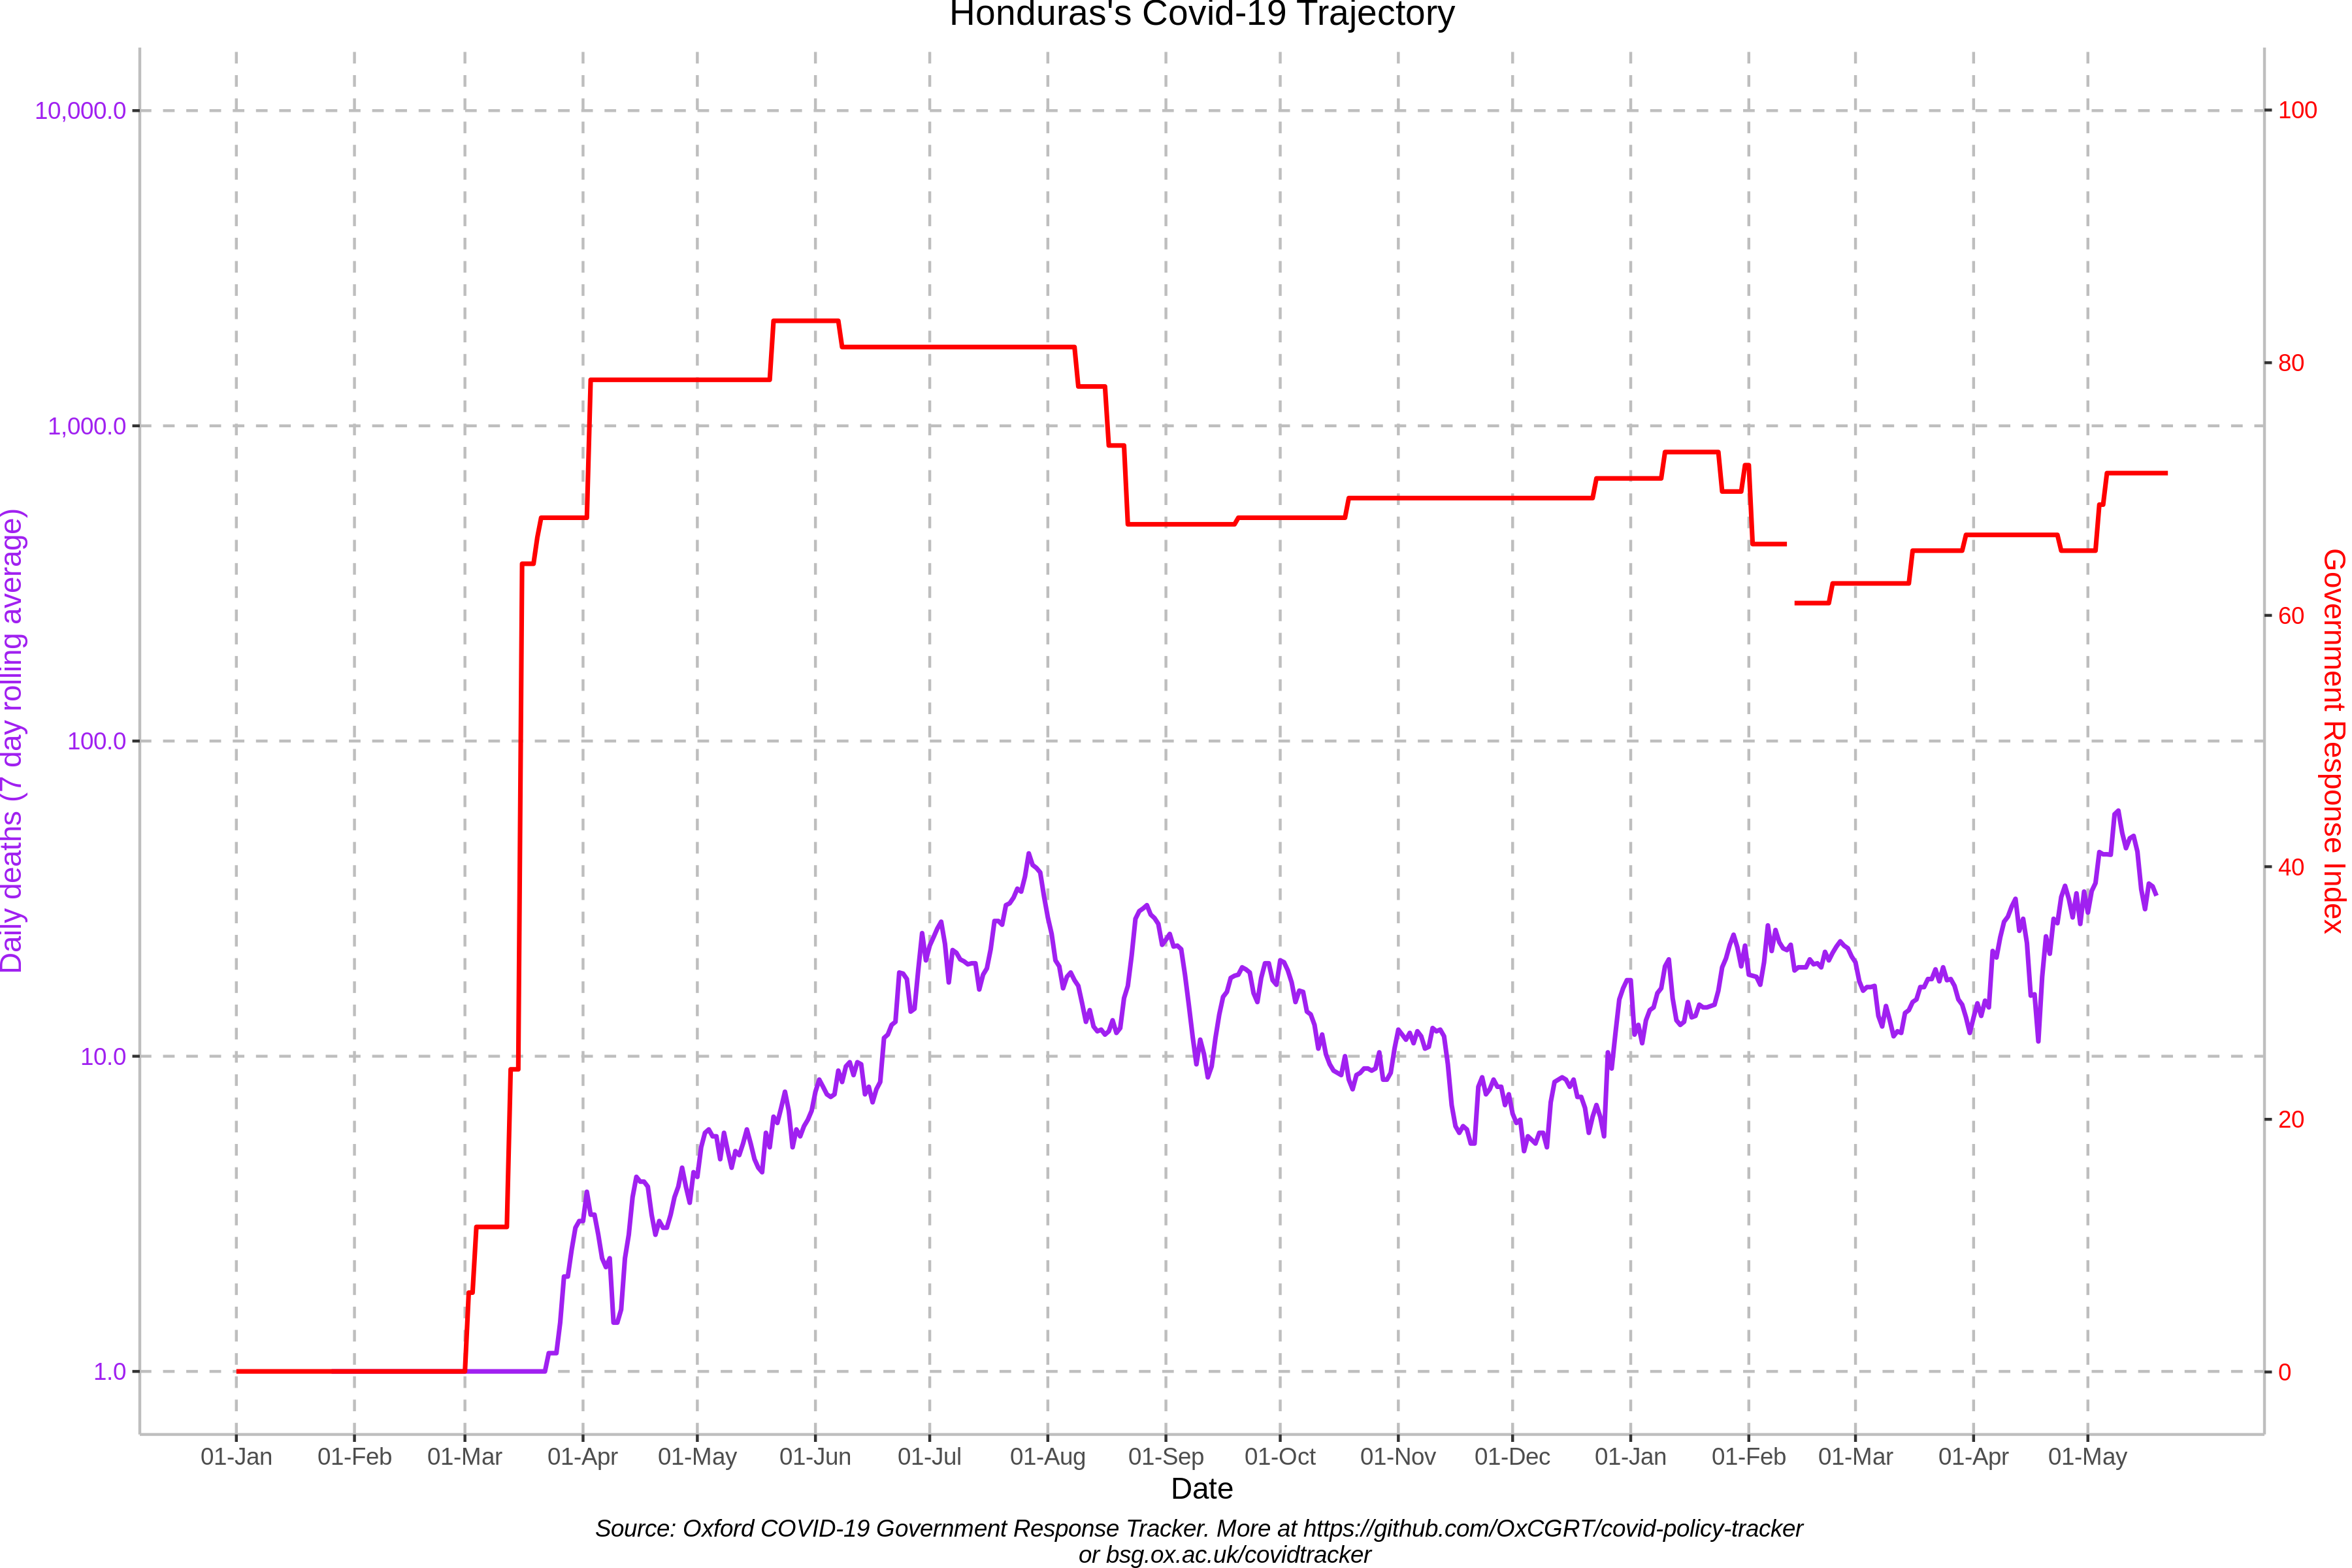 Honduras's Covid-19 Trajectory
10,000.0
1,000.0
100.0
10.0
1.0
Daily deaths (7 day rolling average)
100
80
60
40
20
0
Government Response Index
01-Jan 01-Feb 01-Mar 01-Apr 01-May 01-Jun 01-Jul 01-Aug 01-Sep 01-Oct 01-Nov 01-Dec 01-Jan 01-Feb 01-Mar 01-Apr 01-May
Date
Source: Oxford COVID-19 Government Response Tracker. More at https://github.com/OxCGRT/covid-policy-tracker
or bsg.ox.ac.uk/covidtracker